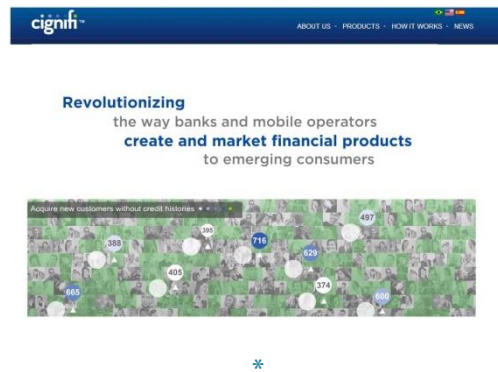 cignifi™
ABOUT US - PRODUCTS - HOW IT WORKS - NEWS
Revolutionizing
the way banks and mobile operators
create and market financial products
to emerging consumers
Acquire new customers without credit histories
395
497
388
716
629
405
374
665
600
*